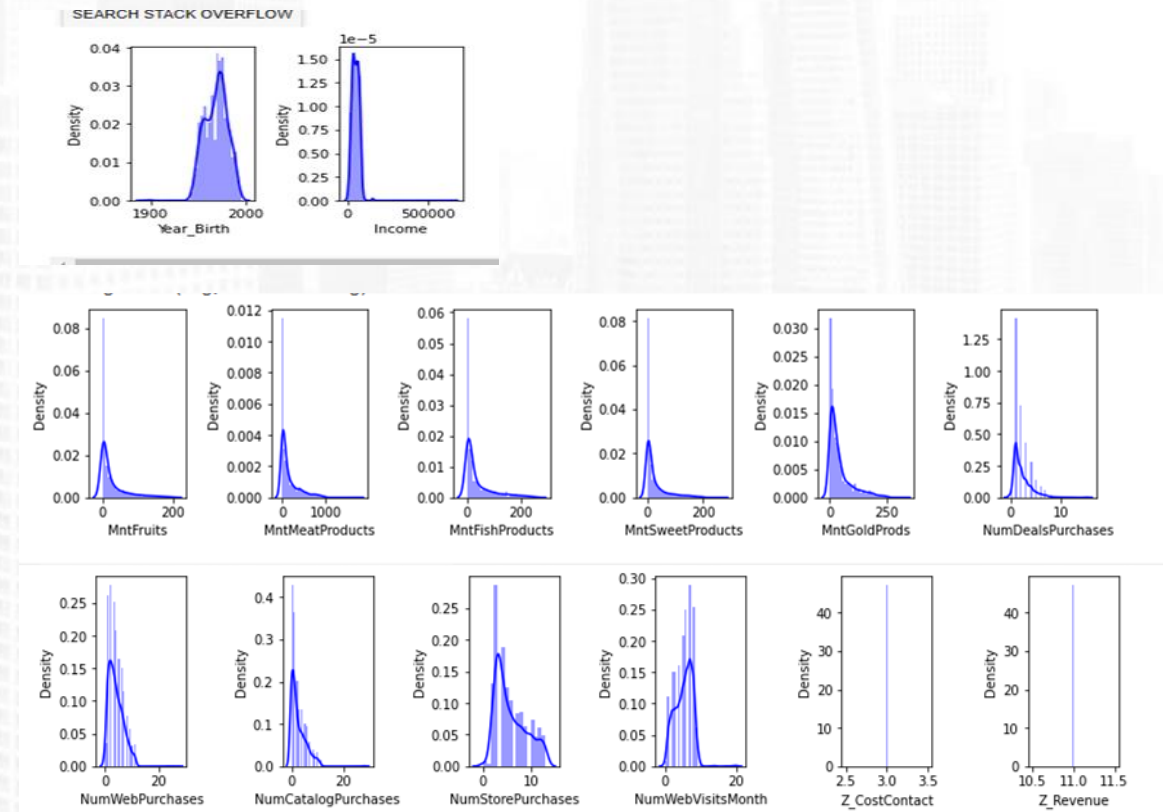 SEARCH STACK OVERFLOW
1e−5
0.04
0.03
0.02
0.01
0.00
Density
1900 2000
Year_Birth
1.50
1.25
1.00
0.75
0.50
0.25
0.00
Density
0 500000
Income
0.08
0.06
0.04
0.02
0.00
Density
0 200
MntFruits
0.012
0.010
0.008
0.006
0.004
0.002
0.000
Density
0 1000
MntMeatProducts
0.06
0.05
0.04
0.03
0.02
0.01
0.00
Density
0 200
MntFishProducts
0.08
0.06
0.04
0.02
0.00
Density
0 200
MntSweetProducts
0.030
0.025
0.020
0.015
0.010
0.005
0.000
Density
0 250
MntGoldProds
1.25
1.00
0.75
0.50
0.25
0.00
Density
0 10
NumDealsPurchases
0.25
0.20
0.15
0.10
0.05
0.00
Density
0 20
NumWebPurchases
0.4
0.3
0.2
0.1
0.0
Density
0 20
NumCatalogPurchases
0.25
0.20
0.15
0.10
0.05
0.00
Density
0 10
NumStorePurchases
0.30
0.25
0.20
0.15
0.10
0.05
0.00
Density
0 20
NumWebVisitsMonth
40
30
20
10
0
Density
2.5 3.0 3.5
Z_CostContact
40
30
20
10
0
Density
10.5 11.0 11.5
Z_Revenue